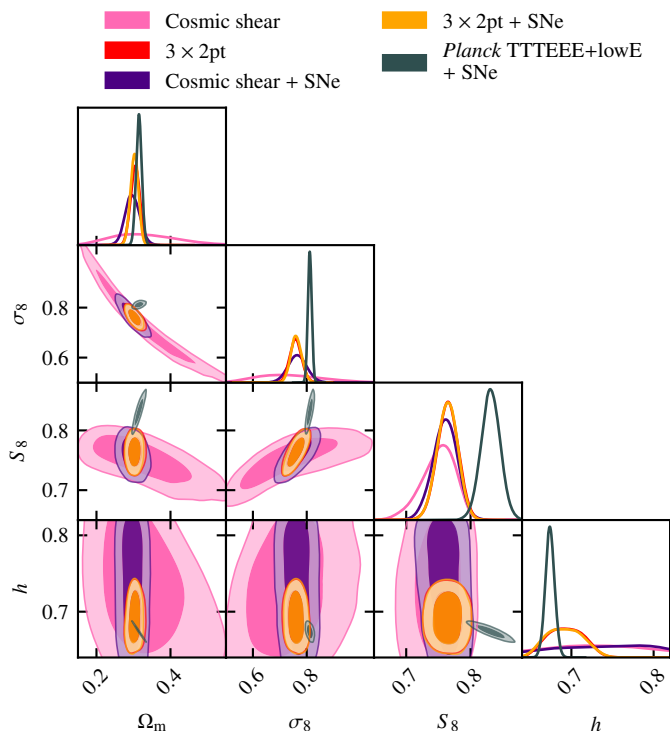 Cosmic shear
3 × 2pt
Cosmic shear + SNe
3 × 2pt + SNe
Planck TTTEEE+lowE
+ SNe
σ8
0.8
0.6
S8
0.8
0.7
h
0.8
0.7
0.2 0.4 0.6 0.8 0.7 0.8 0.7 0.8
Ωm σ8 S8 h